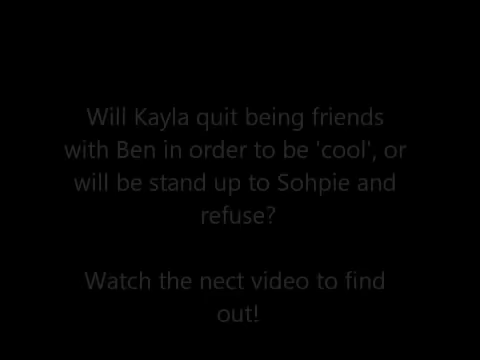 Will Kayla quit being friends
with Ben in order to be 'cool', or
will be stand up to Sohpie and
refuse?
Watch the nect video to find
out!